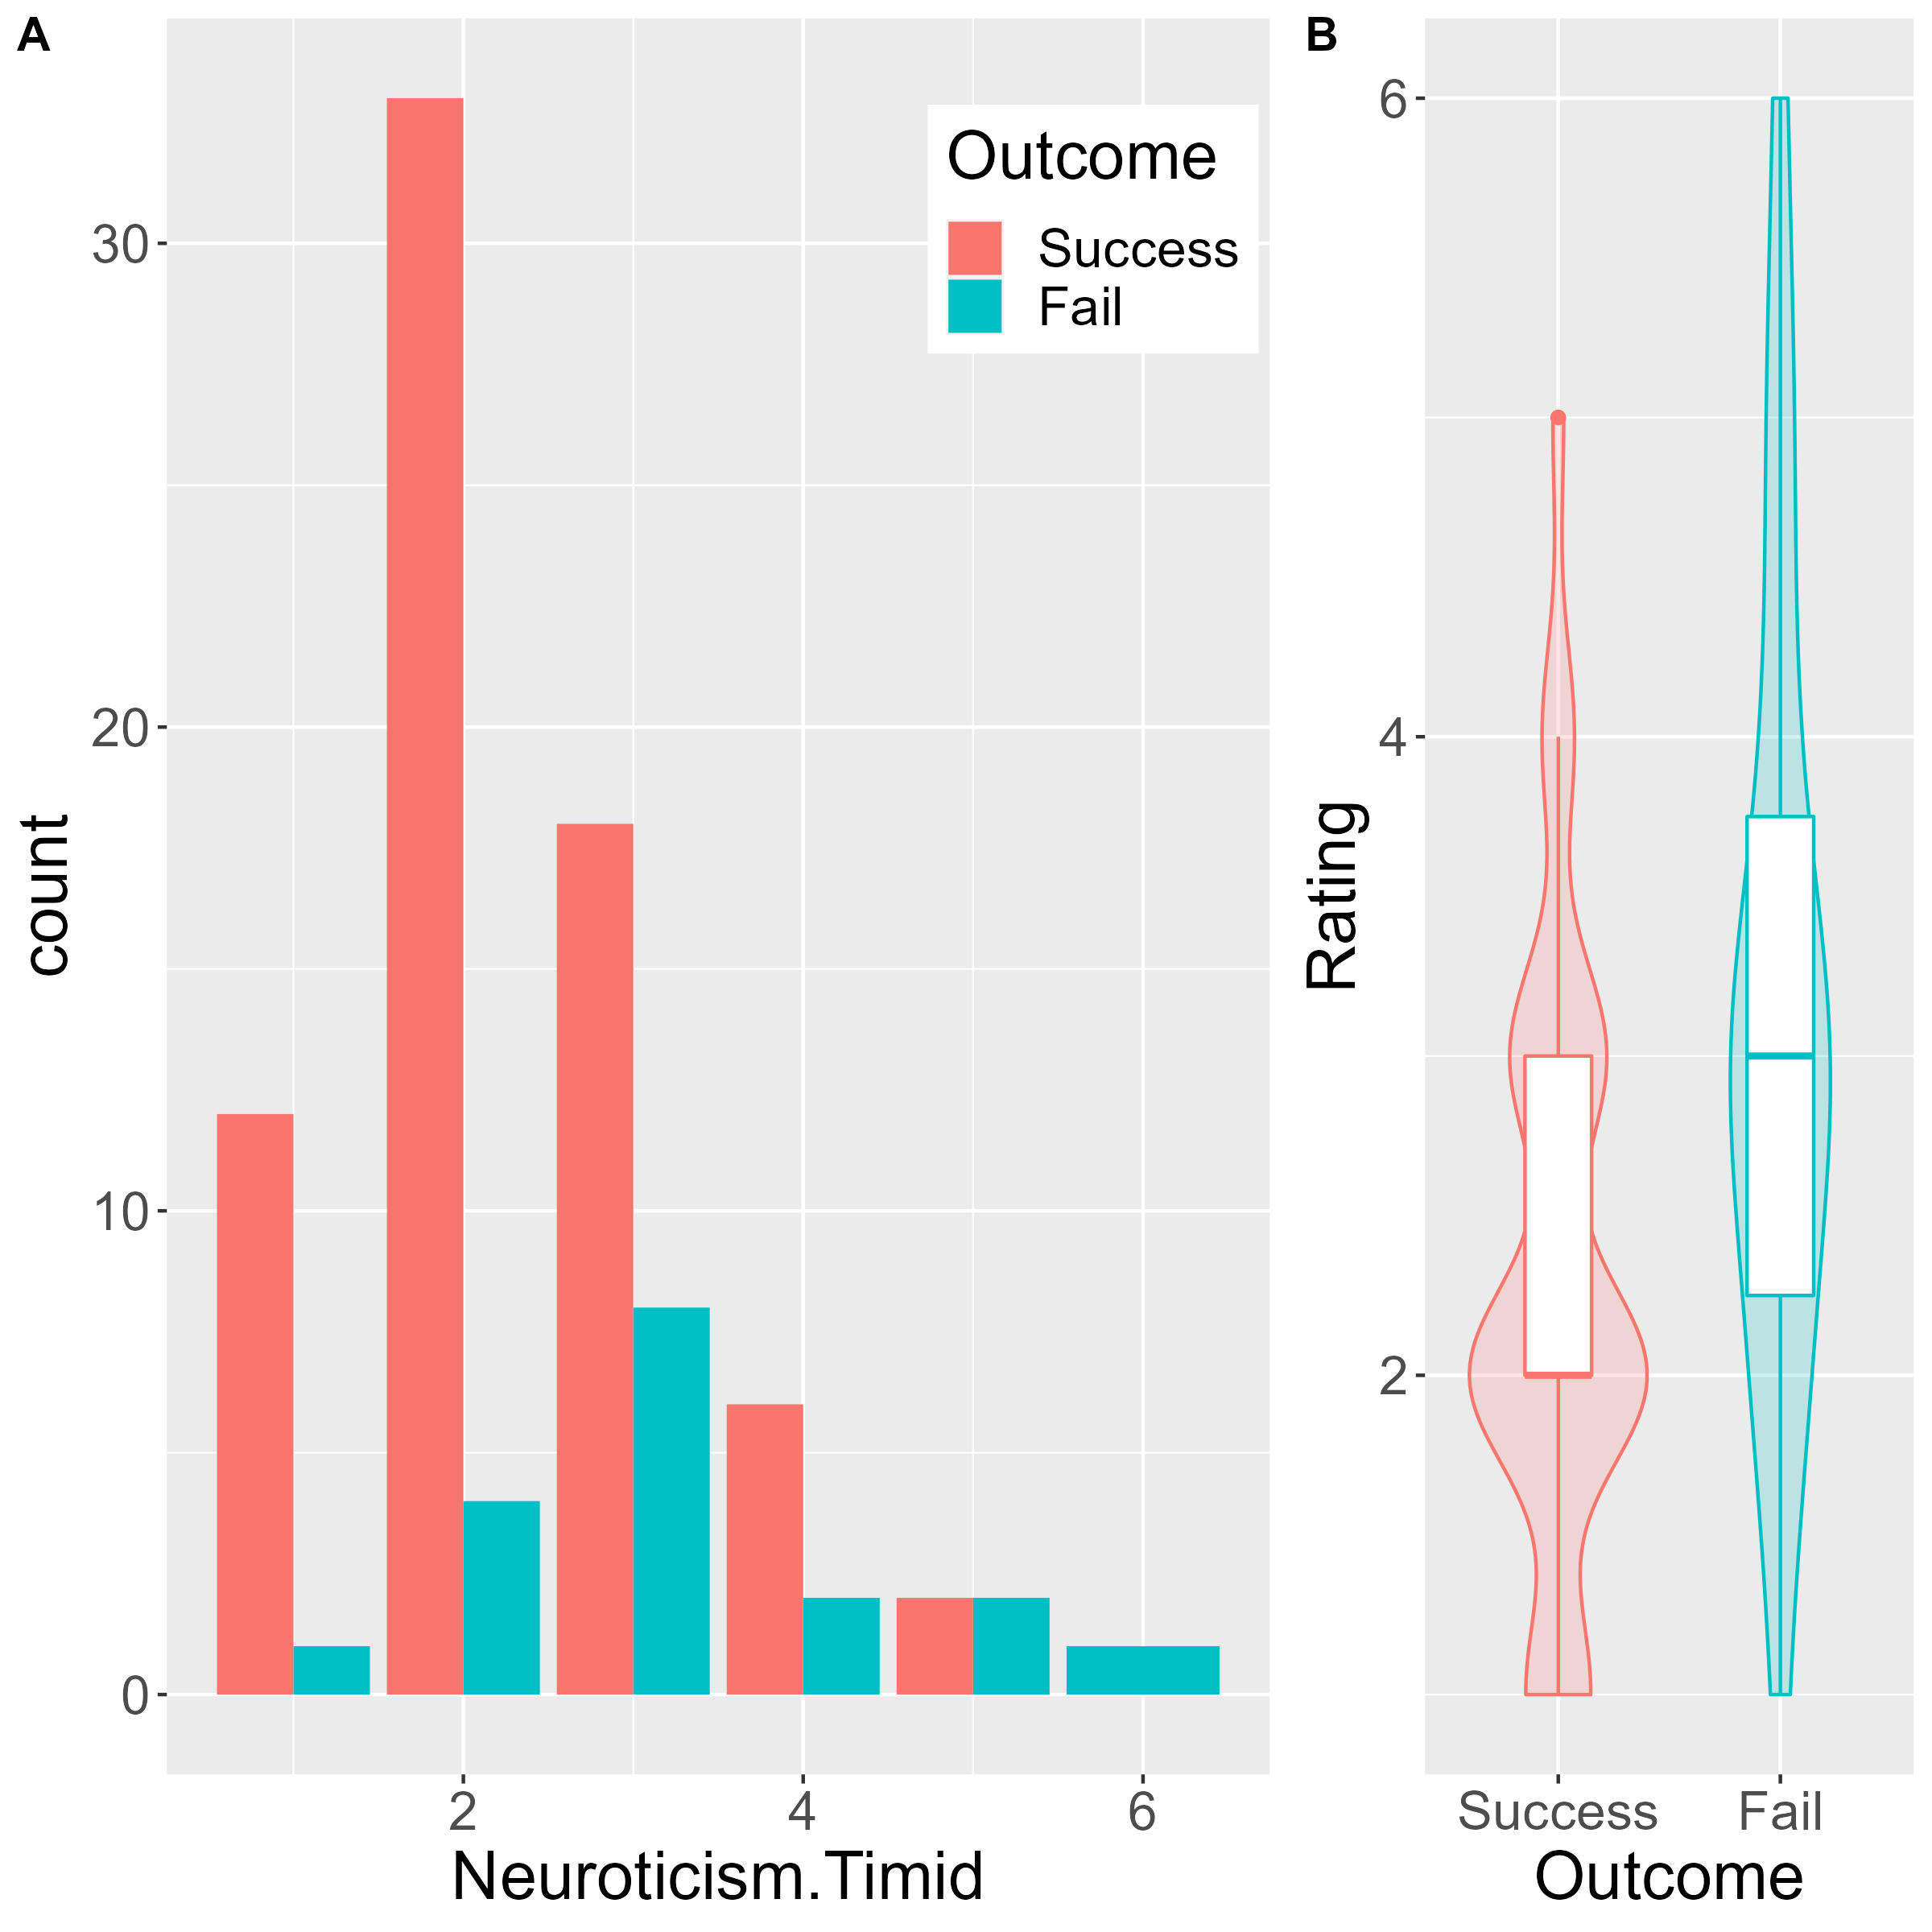 A
count
30
20
10
0
2
4
6
Neuroticism.Timid
Outcome
Success
Fail
B
Rating
6
4
2
Success
Fail
Outcome